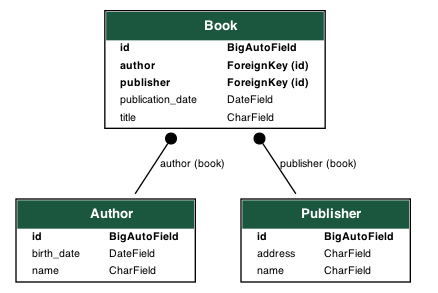 Book
id BigAutoField
author ForeignKey (id)
publisher ForeignKey (id)
publication_date DateField
title CharField
author (book)
publisher (book)
Author
id BigAutoField
birth_date DateField
name CharField
Publisher
id BigAutoField
address CharField
name CharField